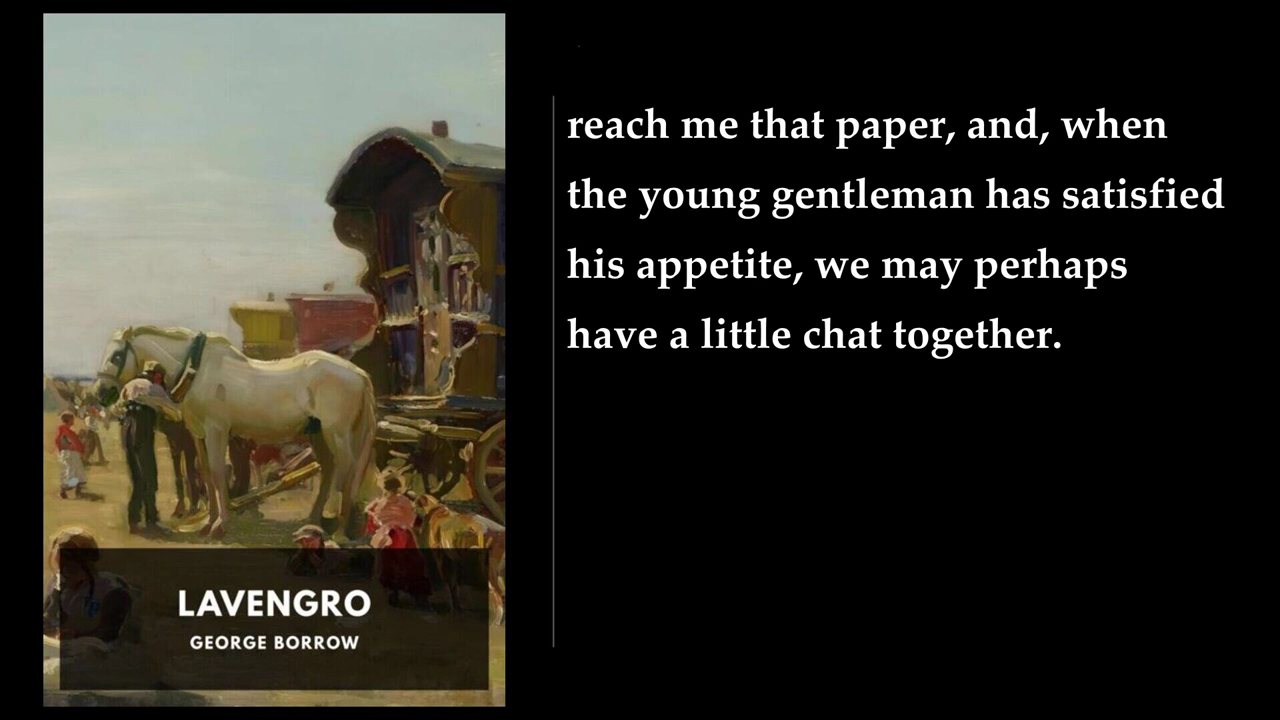 LAVENGRO
GEORGE BORROW
reach me that paper, and, when
the young gentleman has satisfied
his appetite, we may perhaps
have a little chat together.